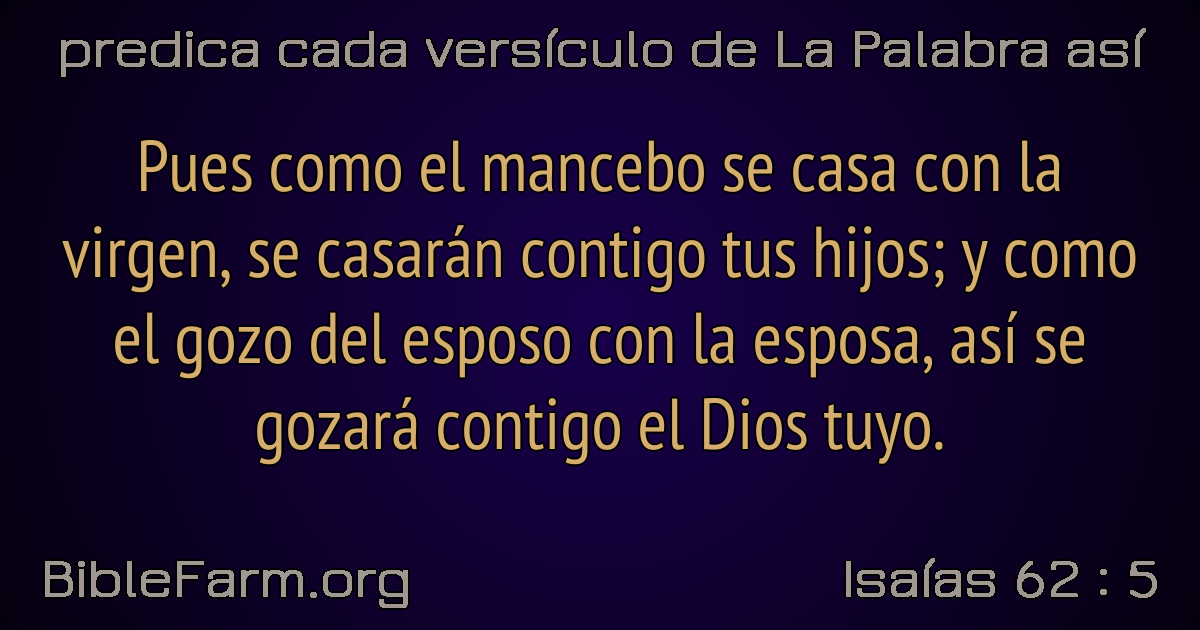 predica cada versículo de La Palabra así
Pues como el mancebo se casa con la
virgen, se casarán contigo tus hijos; y como
el gozo del esposo con la esposa, así se
gozará contigo el Dios tuyo.
BibleFarm.org
Isaías 62 : 5